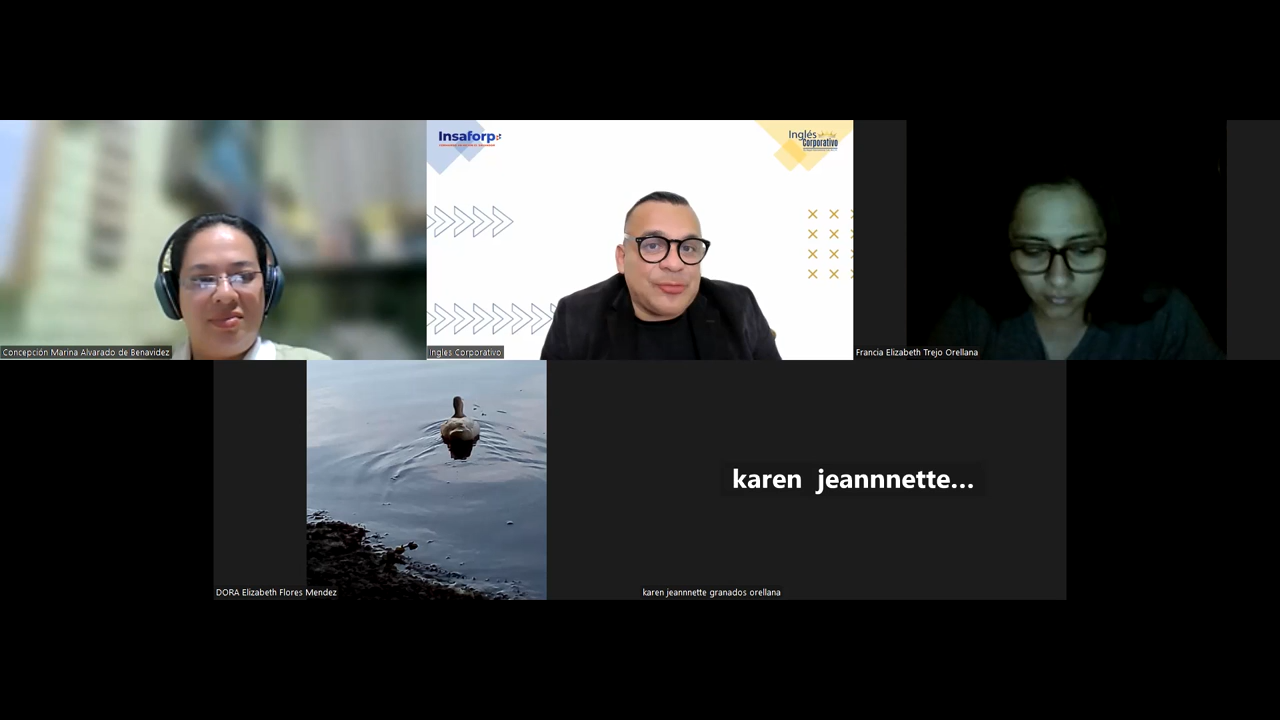 Insaforp
Inglés
Corporativo
Concepción Marina Alvarado de Benavidez
Ingles Corporativo
Francia Elizabeth Trejo Orellana
karen jeannnette...
DORA Elizabeth Flores Mendez
karen jeannnette granados orellana